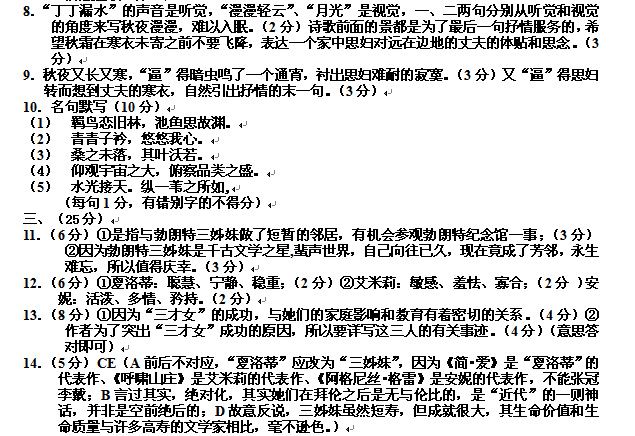 8. “丁丁漏水”的声音是听觉，“漫漫轻云”、“月光”是视觉，一、二两句分别从听觉和视觉
的角度来写秋夜漫漫，难以入眠。（2 分）诗歌前面的景都是为了最后一句抒情服务的，希
望秋霜在寒衣未寄之前不要飞降，表达一个家中思妇对远在边地的丈夫的体贴和思念。（3
分）
9．秋夜又长又寒，“逼”得暗虫鸣了一个通宵，衬出思妇难耐的寂寞。（3 分）又“逼”得思妇
转而想到丈夫的寒衣，自然引出抒情的末一句。（3 分）
10．名句默写（10 分）
（1） 羁鸟恋旧林，池鱼思故渊。
（2） 青青子衿，悠悠我心。
（3） 桑之未落，其叶沃若。
（4） 仰观宇宙之大，俯察品类之盛。
（5） 水光接天。纵一苇之所如,
（每句 1 分，有错别字的不得分）
三、（25 分）
11．（6 分）①是指与勃朗特三姊妹做了短暂的邻居，有机会参观勃朗特纪念馆一事；（3 分）
②因为勃朗特三姊妹是千古文学之星,蜚声世界，自己向往已久，现在竟成了芳邻，永生
难忘，所以值得庆幸。（3 分）
12．（6 分）①夏洛蒂：聪慧、宁静、稳重；（2 分）②艾米莉：敏感、羞怯、寡合；（2 分 ）安
妮：活泼、多情、矜持。（2 分）
13．（8 分）①因为“三才女”的成功，与她们的家庭影响和教育有着密切的关系。（4 分）②
作者为了突出“三才女”成功的原因，所以要详写这三人的有关事迹。（4 分）（意思答
对即可）
14．（5 分）CE（A 前后不对应，“夏洛蒂”应改为“三姊妹”，因为《简·爱》是“夏洛蒂”的
代表作、《呼啸山庄》是艾米莉的代表作、《阿格尼丝·格雷》是安妮的代表作，不能张冠
李戴；B 言过其实，绝对化，其实她们在拜伦之后是无与伦比的，是“近代”的一则神
话，并非是空前绝后的；D 故意反说，三姊妹虽然短寿，但成就很大，其生命价值和生
命质量与许多高寿的文学家相比，毫不逊色。）